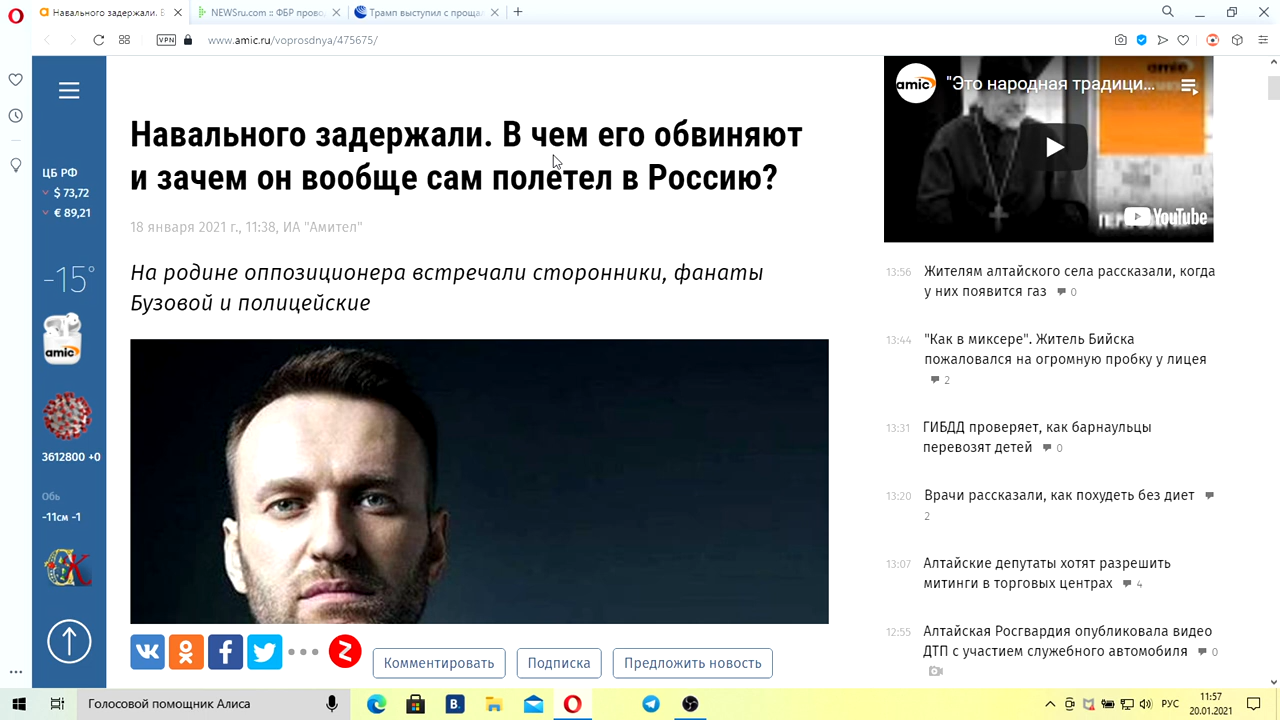 Навального задержали. В
NEWSru.com :: ФБР прово
Трамп выступил с проща
VPN
www.amic.ru/voprosdnya/475675/
ЦБ РФ
$ 73,72
€ 89,21
-15°
amic
3612800 +0
Обь
-11см -1
Навального задержали. В чем его обвиняют
и зачем он вообще сам полетел в Россию?
18 января 2021 г., 11:38, ИА "Амител"
На родине оппозиционера встречали сторонники, фанаты
Бузовой и полицейские
Комментировать
Подписка
Предложить новость
amic
"Это народная традици...
YouTube
13:56 Жителям алтайского села рассказали, когда
у них появится газ 0
13:44 "Как в миксере". Житель Бийска
пожаловался на огромную пробку у лицея
2
13:31 ГИБДД проверяет, как барнаульцы
перевозят детей 0
13:20 Врачи рассказали, как похудеть без диет
2
13:07 Алтайские депутаты хотят разрешить
митинги в торговых центрах 4
12:55 Алтайская Росгвардия опубликовала видео
ДТП с участием служебного автомобиля 0
Голосовой помощник Алиса
РУС
11:57
20.01.2021